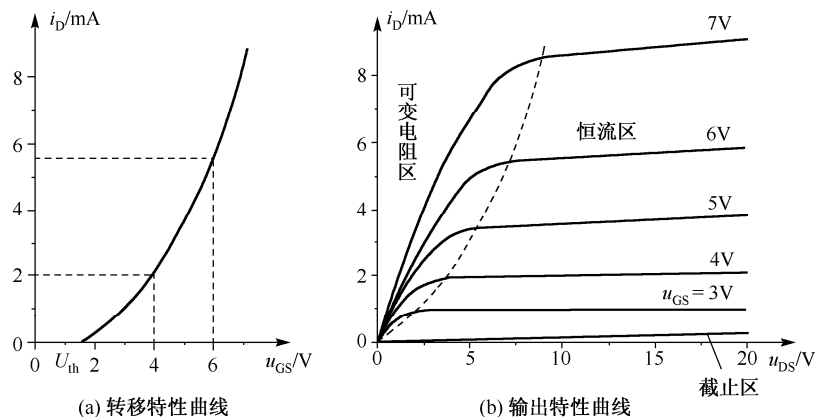 i_D/mA
8
6
4
2
0
0
U_th
2
4
6
u_GS/V
(a) 转移特性曲线
i_D/mA
8
6
4
2
0
可变电阻区
恒流区
7V
6V
5V
4V
u_GS = 3V
0
5
10
15
20
u_DS/V
截止区
(b) 输出特性曲线